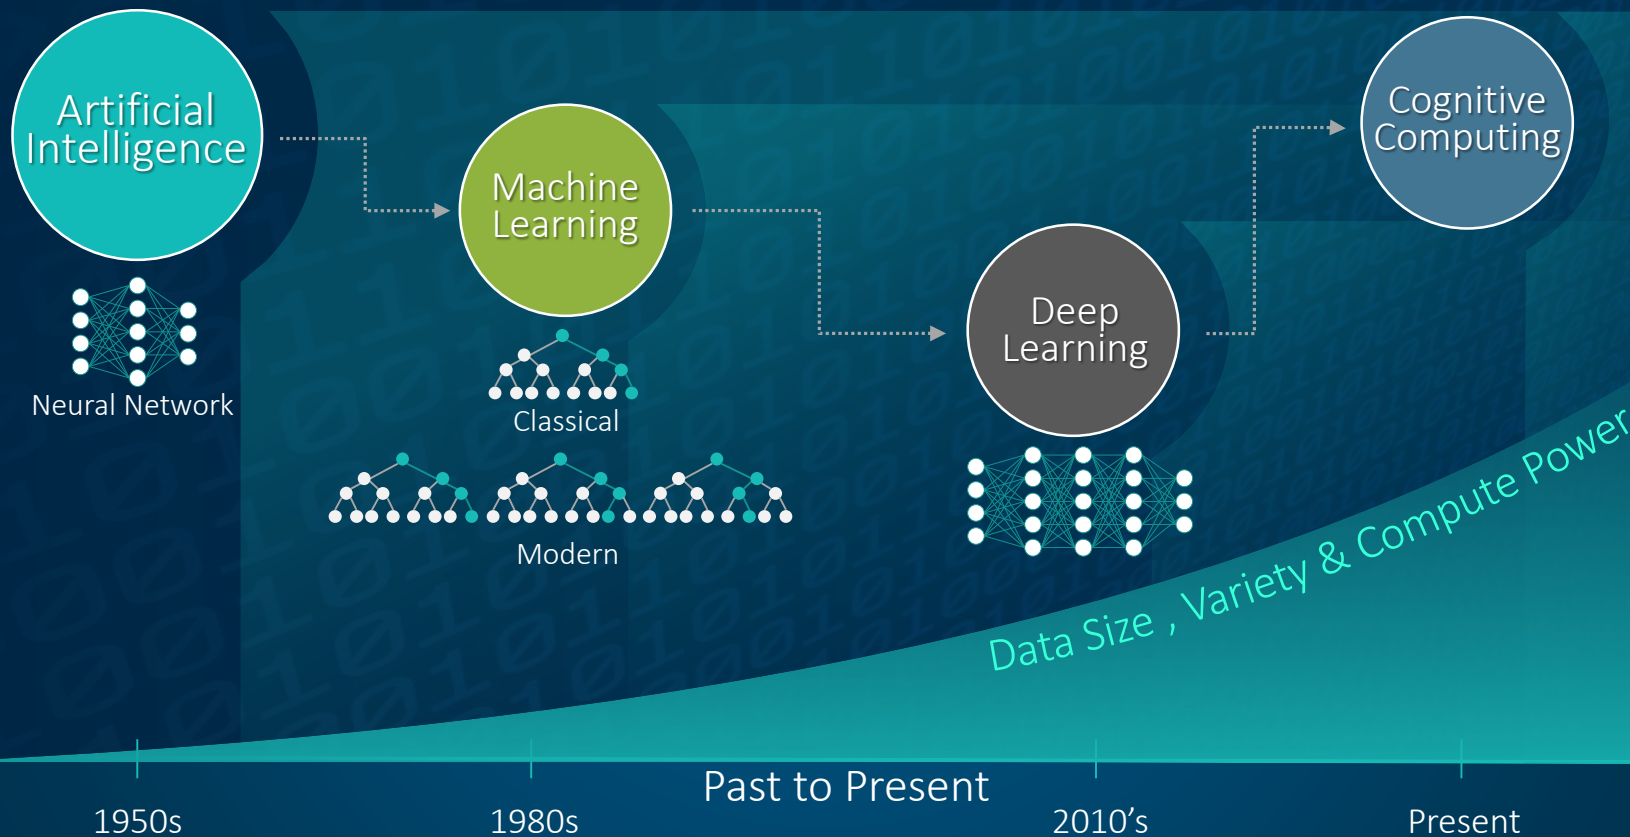 Artificial
Intelligence
Neural Network
Machine
Learning
Classical
Modern
Deep
Learning
Cognitive
Computing
Data Size , Variety & Compute Power
Past to Present
1950s
1980s
2010's
Present